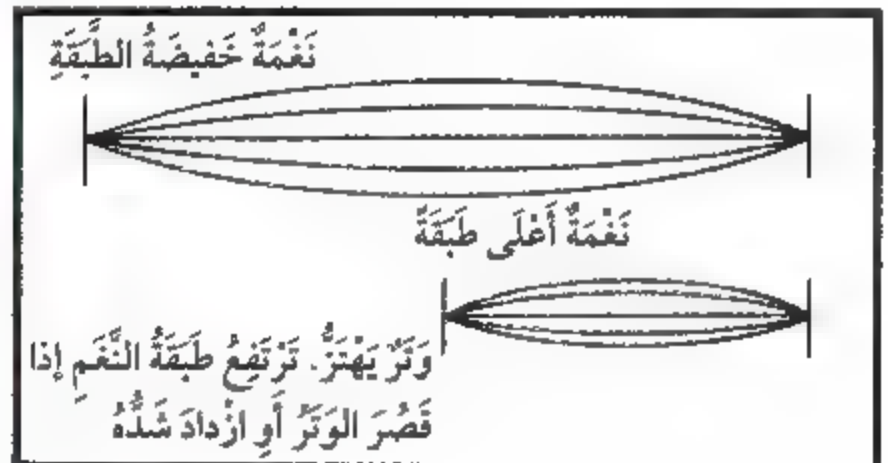 نَغْمَةٌ خَفيضَةُ الطَّبَقَةِ
نَغْمَةٌ أَعْلَى طَبَقَةً
وَتَرٌ يَهْتَزُّ. تَرْتَفِعُ طَبَقَةُ النَّغَمِ إذا
قَصُرَ الوَتَرُ أَوِ ازْدادَ شَدُّهُ